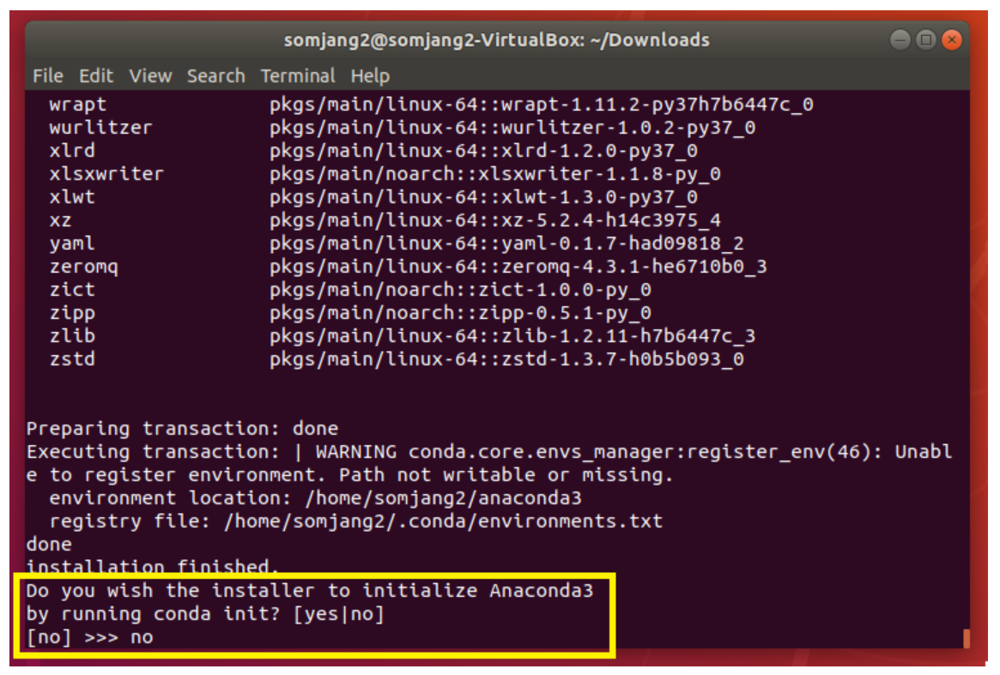 somjang2@somjang2-VirtualBox: ~/Downloads
File Edit View Search Terminal Help
wrapt pkgs/main/linux-64::wrapt-1.11.2-py37h7b6447c_0
wurlitzer pkgs/main/linux-64::wurlitzer-1.0.2-py37_0
xlrd pkgs/main/linux-64::xlrd-1.2.0-py37_0
xlsxwriter pkgs/main/noarch::xlsxwriter-1.1.8-py_0
xlwt pkgs/main/linux-64::xlwt-1.3.0-py37_0
xz pkgs/main/linux-64::xz-5.2.4-h14c3975_4
yaml pkgs/main/linux-64::yaml-0.1.7-had09818_2
zeromq pkgs/main/linux-64::zeromq-4.3.1-he6710b0_3
zict pkgs/main/noarch::zict-1.0.0-py_0
zipp pkgs/main/noarch::zipp-0.5.1-py_0
zlib pkgs/main/linux-64::zlib-1.2.11-h7b6447c_3
zstd pkgs/main/linux-64::zstd-1.3.7-h0b5b093_0
Preparing transaction: done
Executing transaction: | WARNING conda.core.envs_manager:register_env(46): Unabl
e to register environment. Path not writable or missing.
environment location: /home/somjang2/anaconda3
registry file: /home/somjang2/.conda/environments.txt
done
installation finished.
Do you wish the installer to initialize Anaconda3
by running conda init? [yes|no]
[no] >>> no